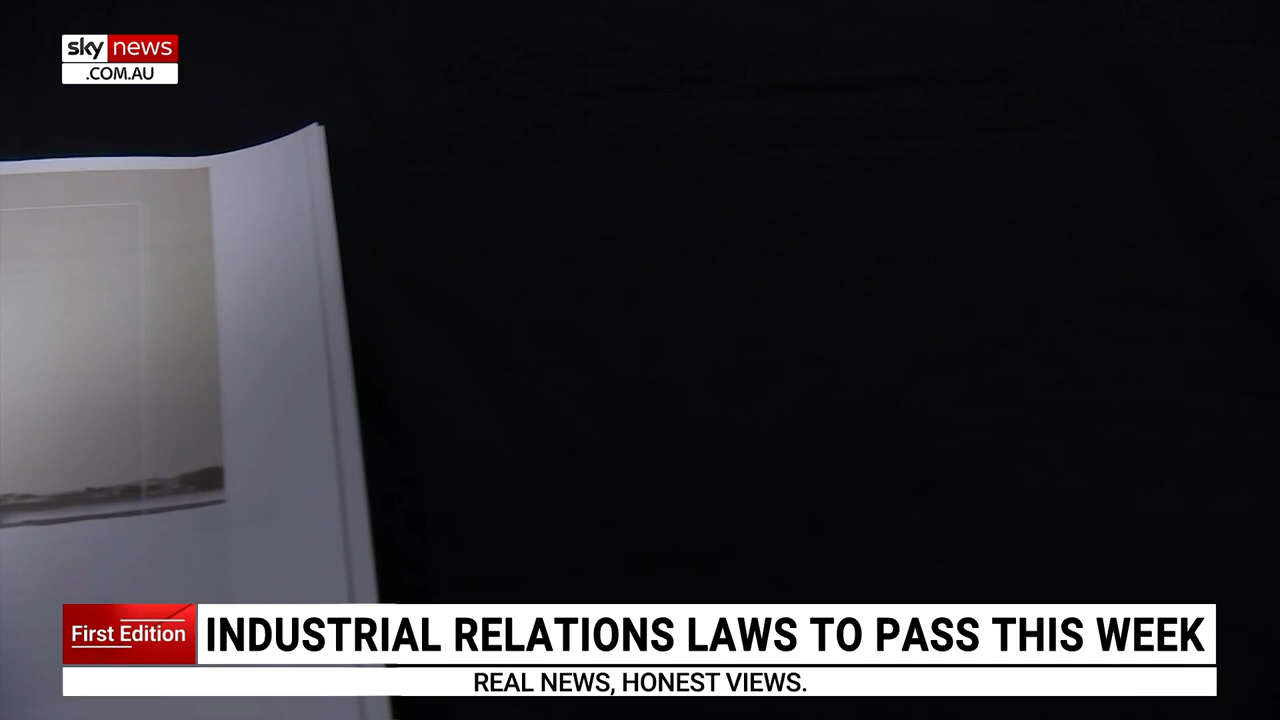 sky news
.COM.AU
First Edition
INDUSTRIAL RELATIONS LAWS TO PASS THIS WEEK
REAL NEWS, HONEST VIEWS.